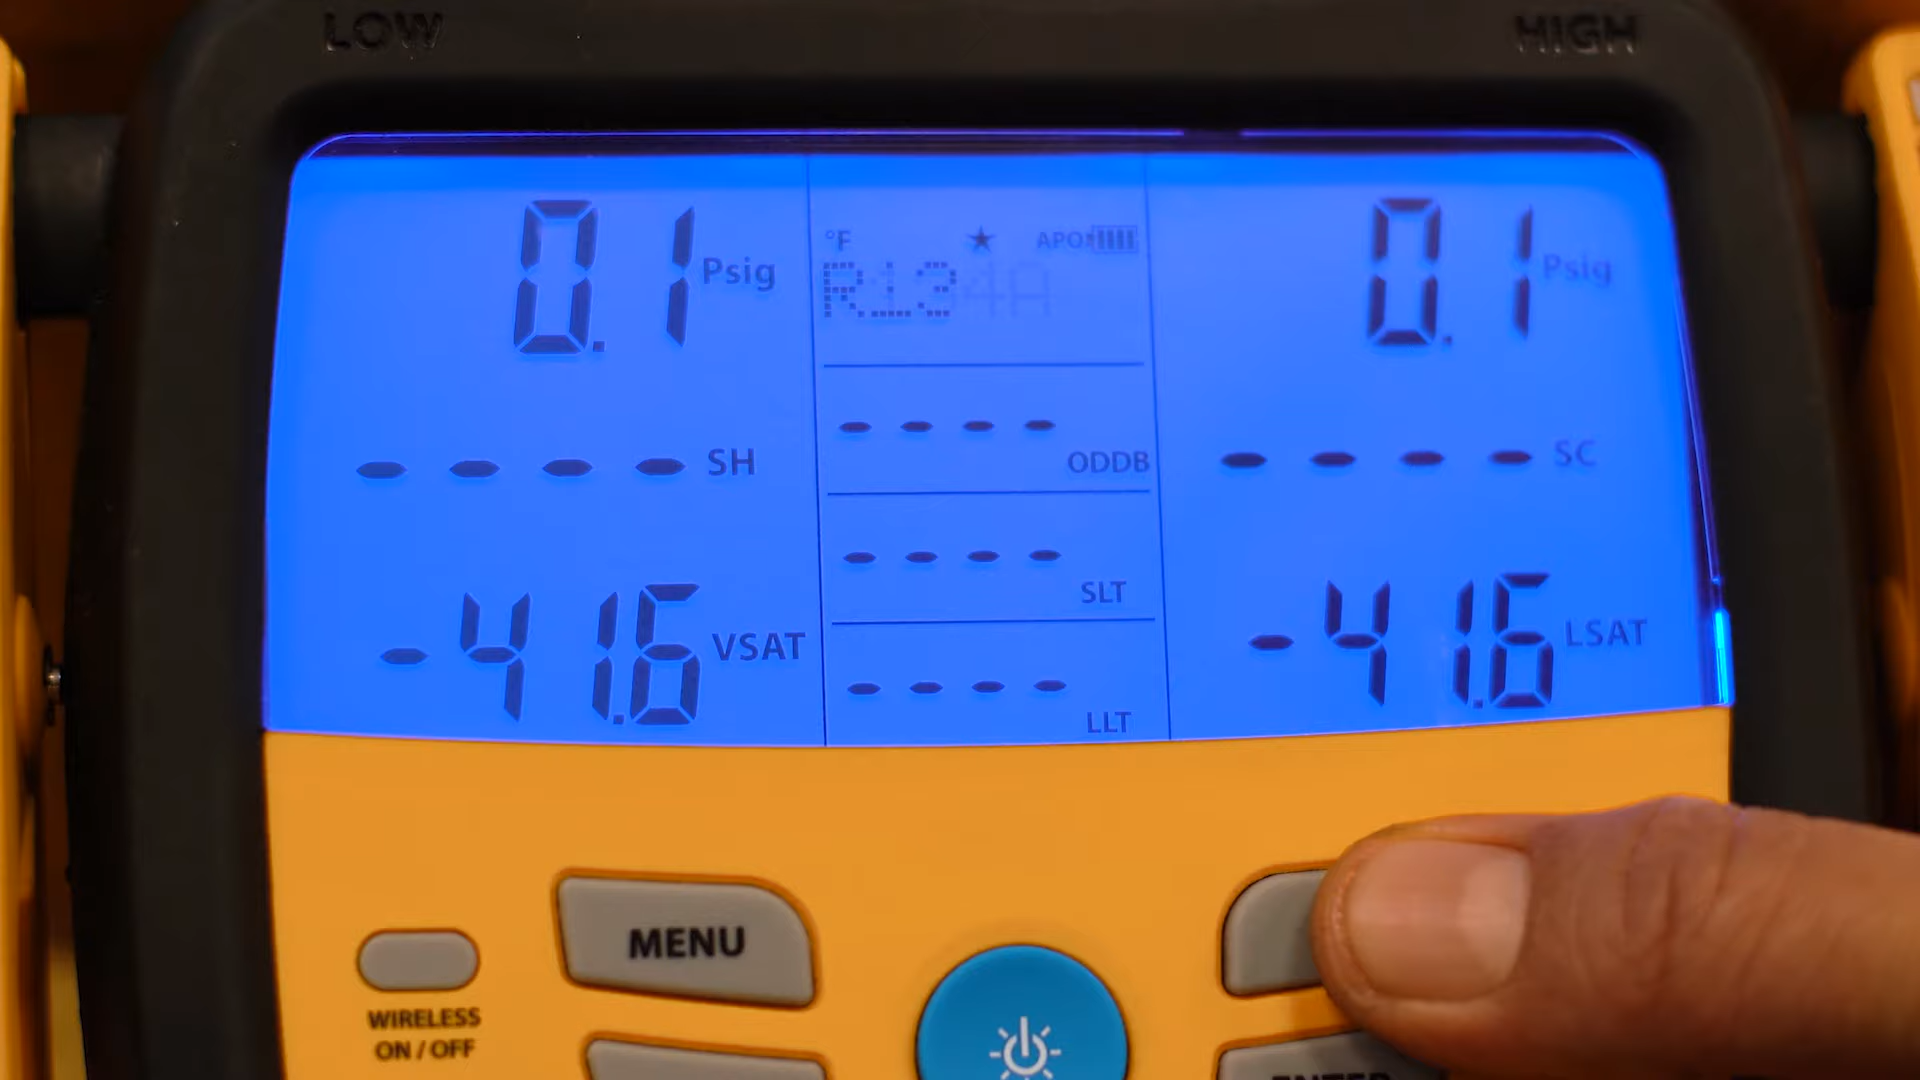 LOW HIGH
0.1 Psig
°F ★ APO
R134A
0.1 Psig
---- SH
---- ODDB
---- SC
---- SLT
-41.6 VSAT
-41.6 LSAT
---- LLT
MENU
WIRELESS
ON / OFF
ENTER